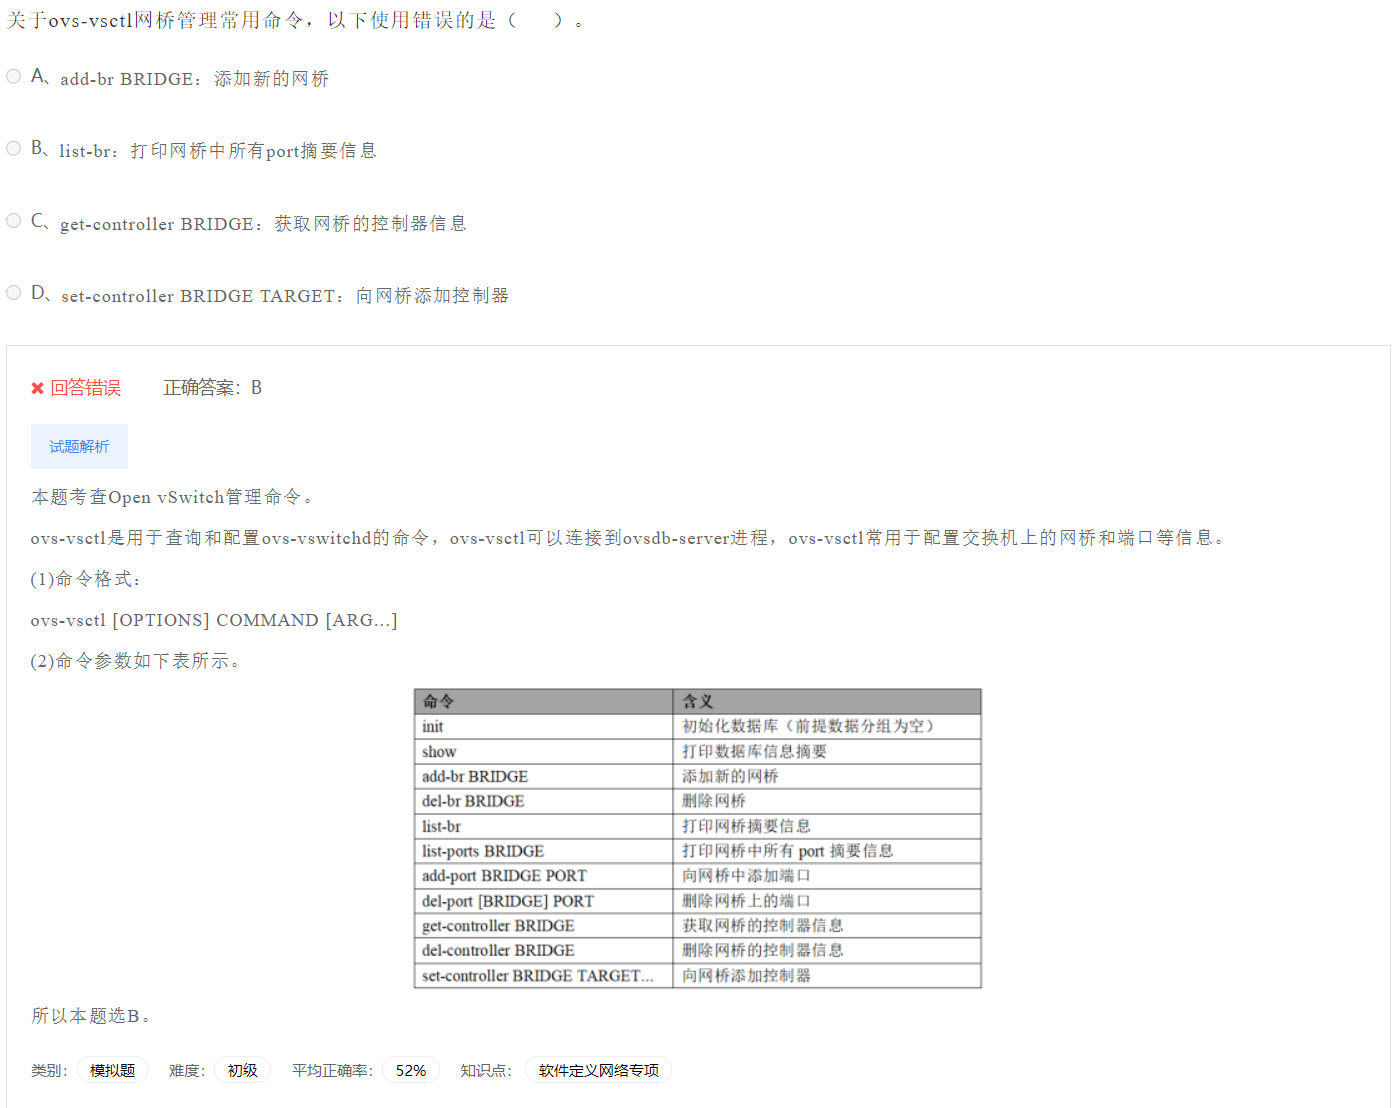 关于ovs-vsctl网桥管理常用命令，以下使用错误的是（    ）。
A、add-br BRIDGE：添加新的网桥
B、list-br：打印网桥中所有port摘要信息
C、get-controller BRIDGE：获取网桥的控制器信息
D、set-controller BRIDGE TARGET：向网桥添加控制器
回答错误 正确答案：B
试题解析
本题考查Open vSwitch管理命令。
ovs-vsctl是用于查询和配置ovs-vswitchd的命令，ovs-vsctl可以连接到ovsdb-server进程，ovs-vsctl常用于配置交换机上的网桥和端口等信息。
(1)命令格式：
ovs-vsctl [OPTIONS] COMMAND [ARG...]
(2)命令参数如下表所示。
命令 含义
init 初始化数据库（前提数据分组为空）
show 打印数据库信息摘要
add-br BRIDGE 添加新的网桥
del-br BRIDGE 删除网桥
list-br 打印网桥摘要信息
list-ports BRIDGE 打印网桥中所有 port 摘要信息
add-port BRIDGE PORT 向网桥中添加端口
del-port [BRIDGE] PORT 删除网桥上的端口
get-controller BRIDGE 获取网桥的控制器信息
del-controller BRIDGE 删除网桥的控制器信息
set-controller BRIDGE TARGET... 向网桥添加控制器
所以本题选B。
类别： 模拟题 难度： 初级 平均正确率： 52% 知识点： 软件定义网络专项